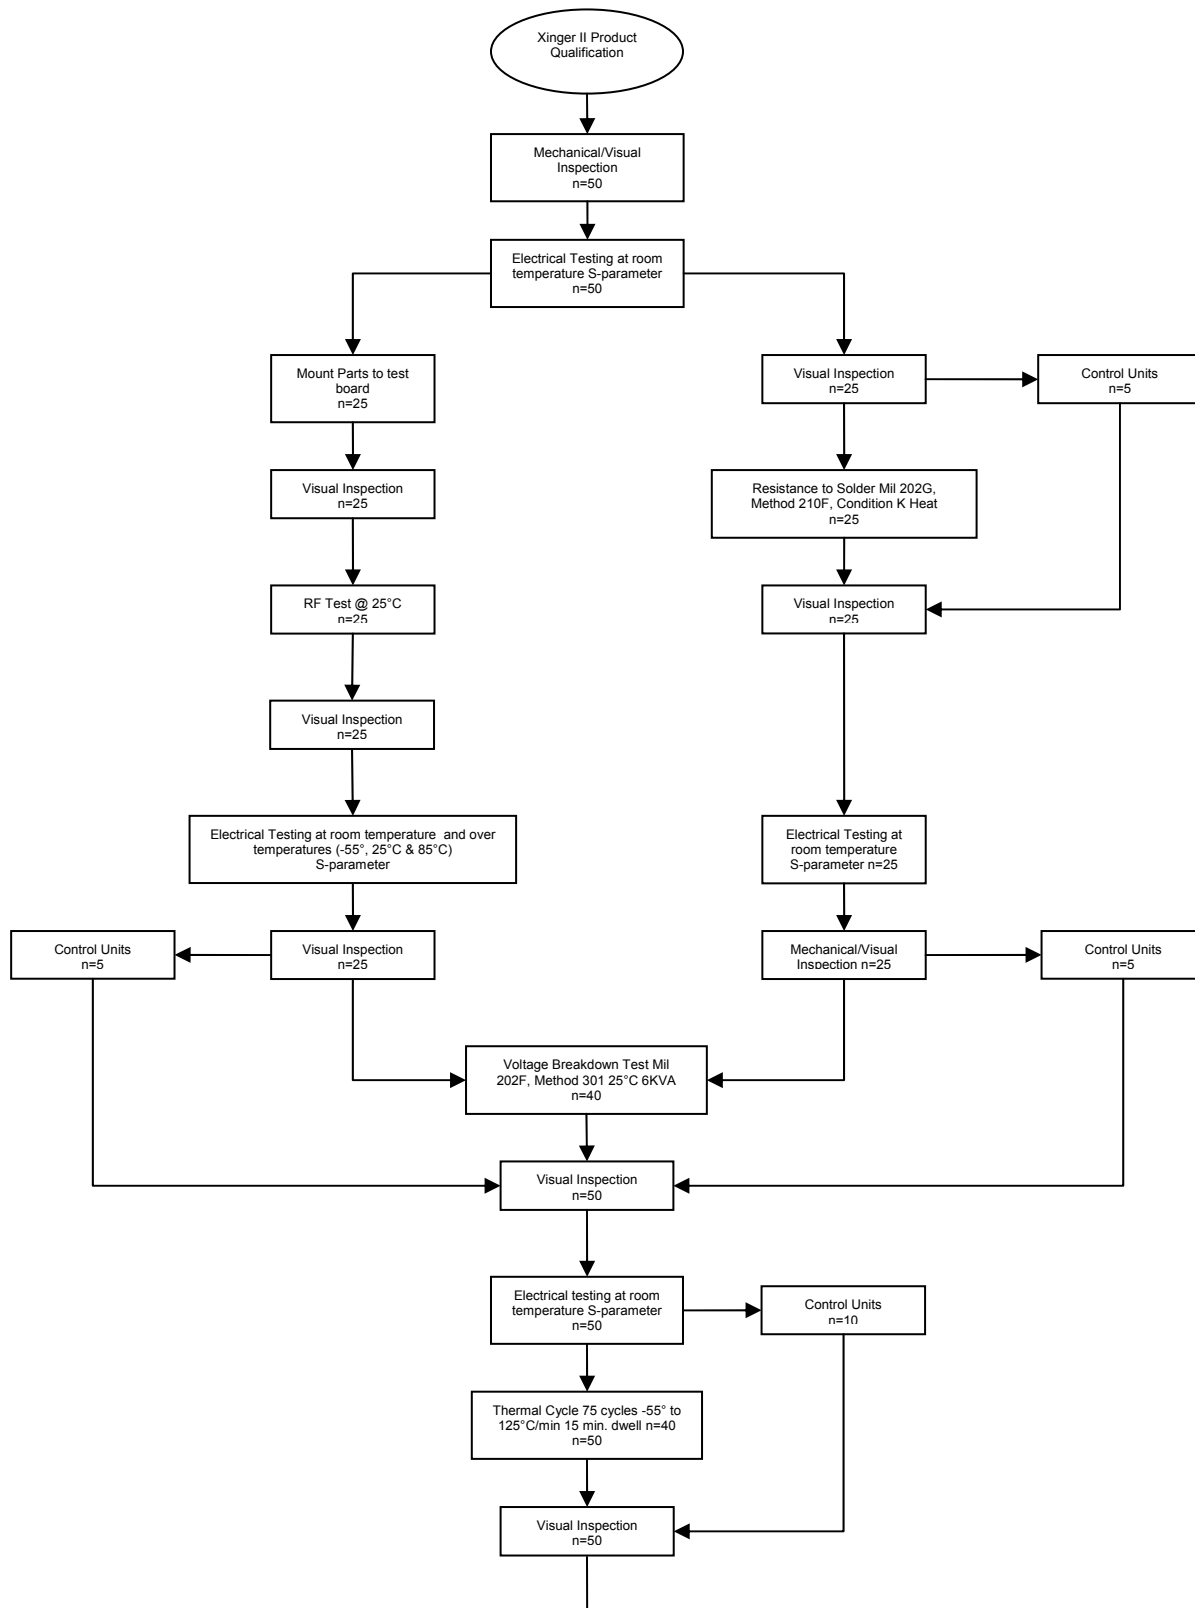 Xinger II Product
Qualification
Mechanical/Visual
Inspection
n=50
Electrical Testing at room
temperature S-parameter
n=50
Mount Parts to test
board
n=25
Visual Inspection
n=25
Control Units
n=5
Visual Inspection
n=25
Resistance to Solder Mil 202G,
Method 210F, Condition K Heat
n=25
RF Test @ 25°C
n=25
Visual Inspection
n=25
Visual Inspection
n=25
Electrical Testing at room temperature  and over
temperatures (-55°, 25°C & 85°C)
S-parameter
Electrical Testing at
room temperature
S-parameter n=25
Control Units
n=5
Visual Inspection
n=25
Mechanical/Visual
Inspection n=25
Control Units
n=5
Voltage Breakdown Test Mil
202F, Method 301 25°C 6KVA
n=40
Visual Inspection
n=50
Electrical testing at room
temperature S-parameter
n=50
Control Units
n=10
Thermal Cycle 75 cycles -55° to
125°C/min 15 min. dwell n=40
n=50
Visual Inspection
n=50